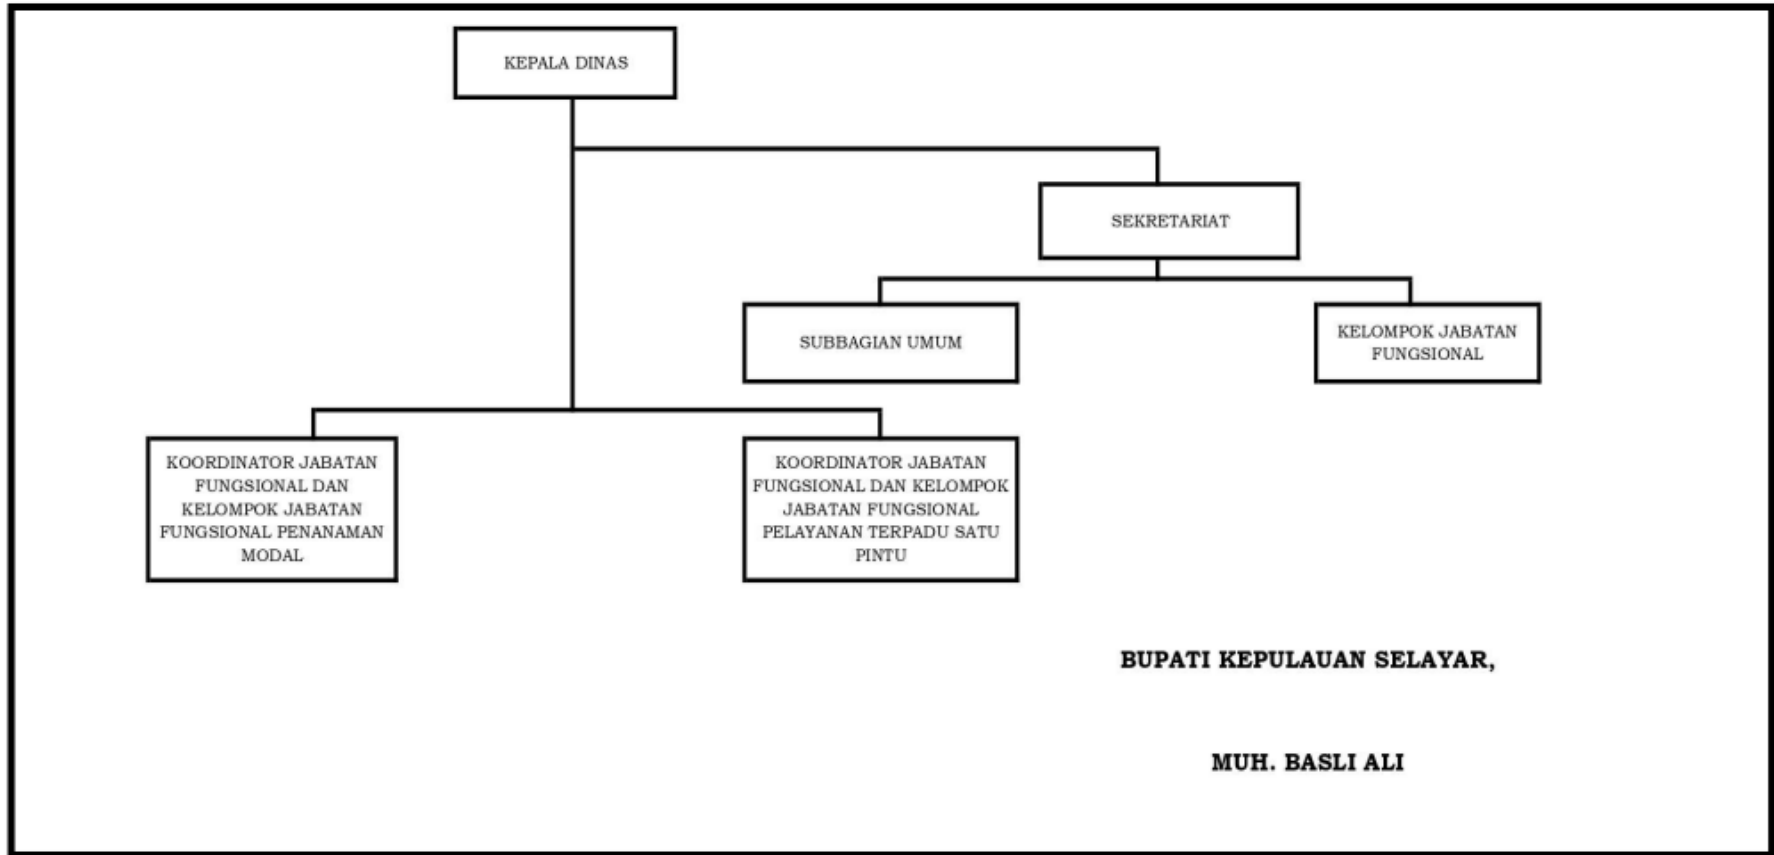 KEPALA DINAS
SEKRETARIAT
SUBBAGIAN UMUM
KELOMPOK JABATAN
FUNGSIONAL
KOORDINATOR JABATAN
FUNGSIONAL DAN
KELOMPOK JABATAN
FUNGSIONAL PENANAMAN
MODAL
KOORDINATOR JABATAN
FUNGSIONAL DAN KELOMPOK
JABATAN FUNGSIONAL
PELAYANAN TERPADU SATU
PINTU
BUPATI KEPULAUAN SELAYAR,
MUH. BASLI ALI